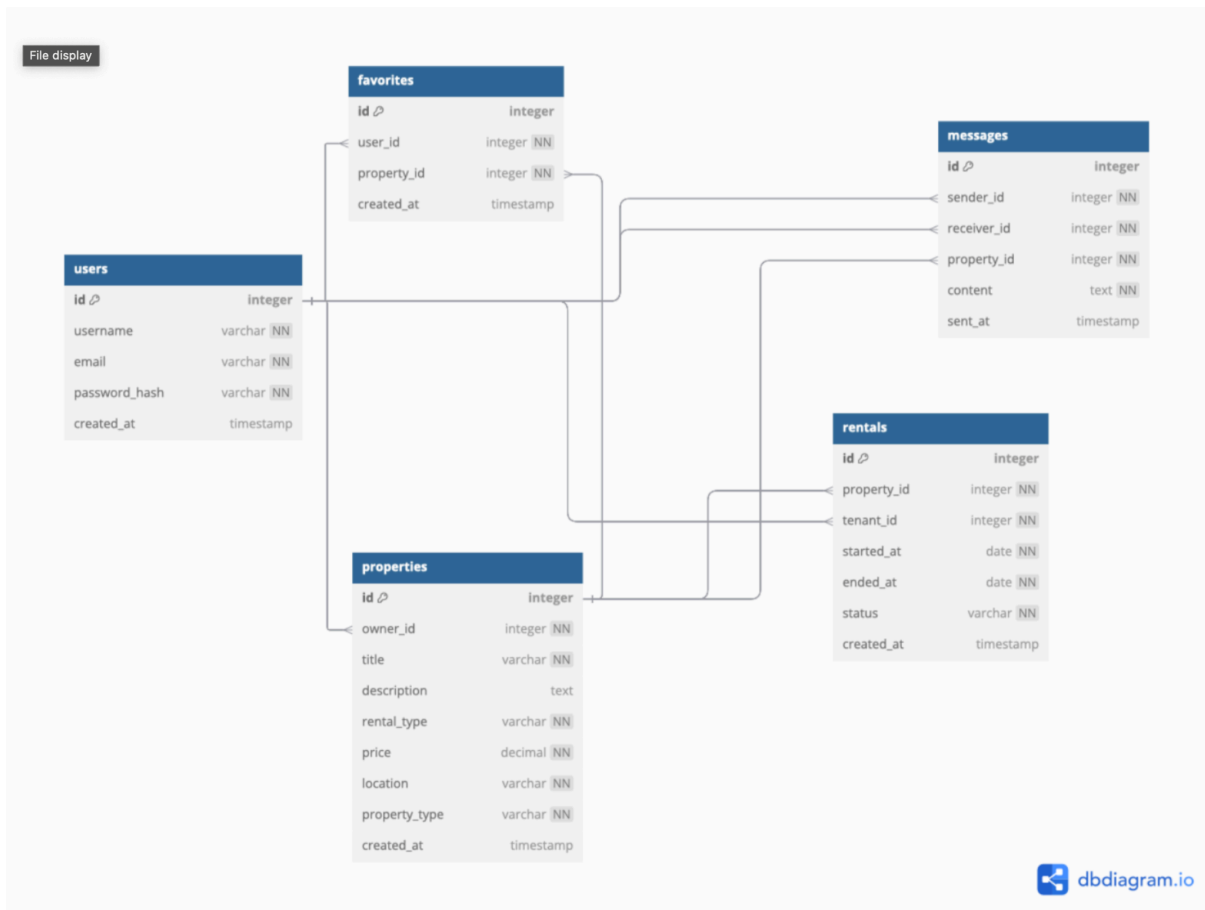 File display
favorites
id integer
user_id integer NN
property_id integer NN
created_at timestamp
messages
id integer
sender_id integer NN
receiver_id integer NN
property_id integer NN
content text NN
sent_at timestamp
users
id integer
username varchar NN
email varchar NN
password_hash varchar NN
created_at timestamp
rentals
id integer
property_id integer NN
tenant_id integer NN
started_at date NN
ended_at date NN
status varchar NN
created_at timestamp
properties
id integer
owner_id integer NN
title varchar NN
description text
rental_type varchar NN
price decimal NN
location varchar NN
property_type varchar NN
created_at timestamp
dbdiagram.io